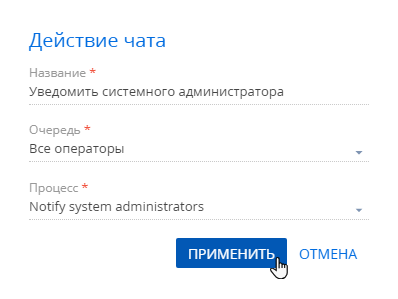 Действие чата
Название *
Уведомить системного администратора
Очередь *
Все операторы
Процесс *
Notify system administrators
ПРИМЕНИТЬ ОТМЕНА